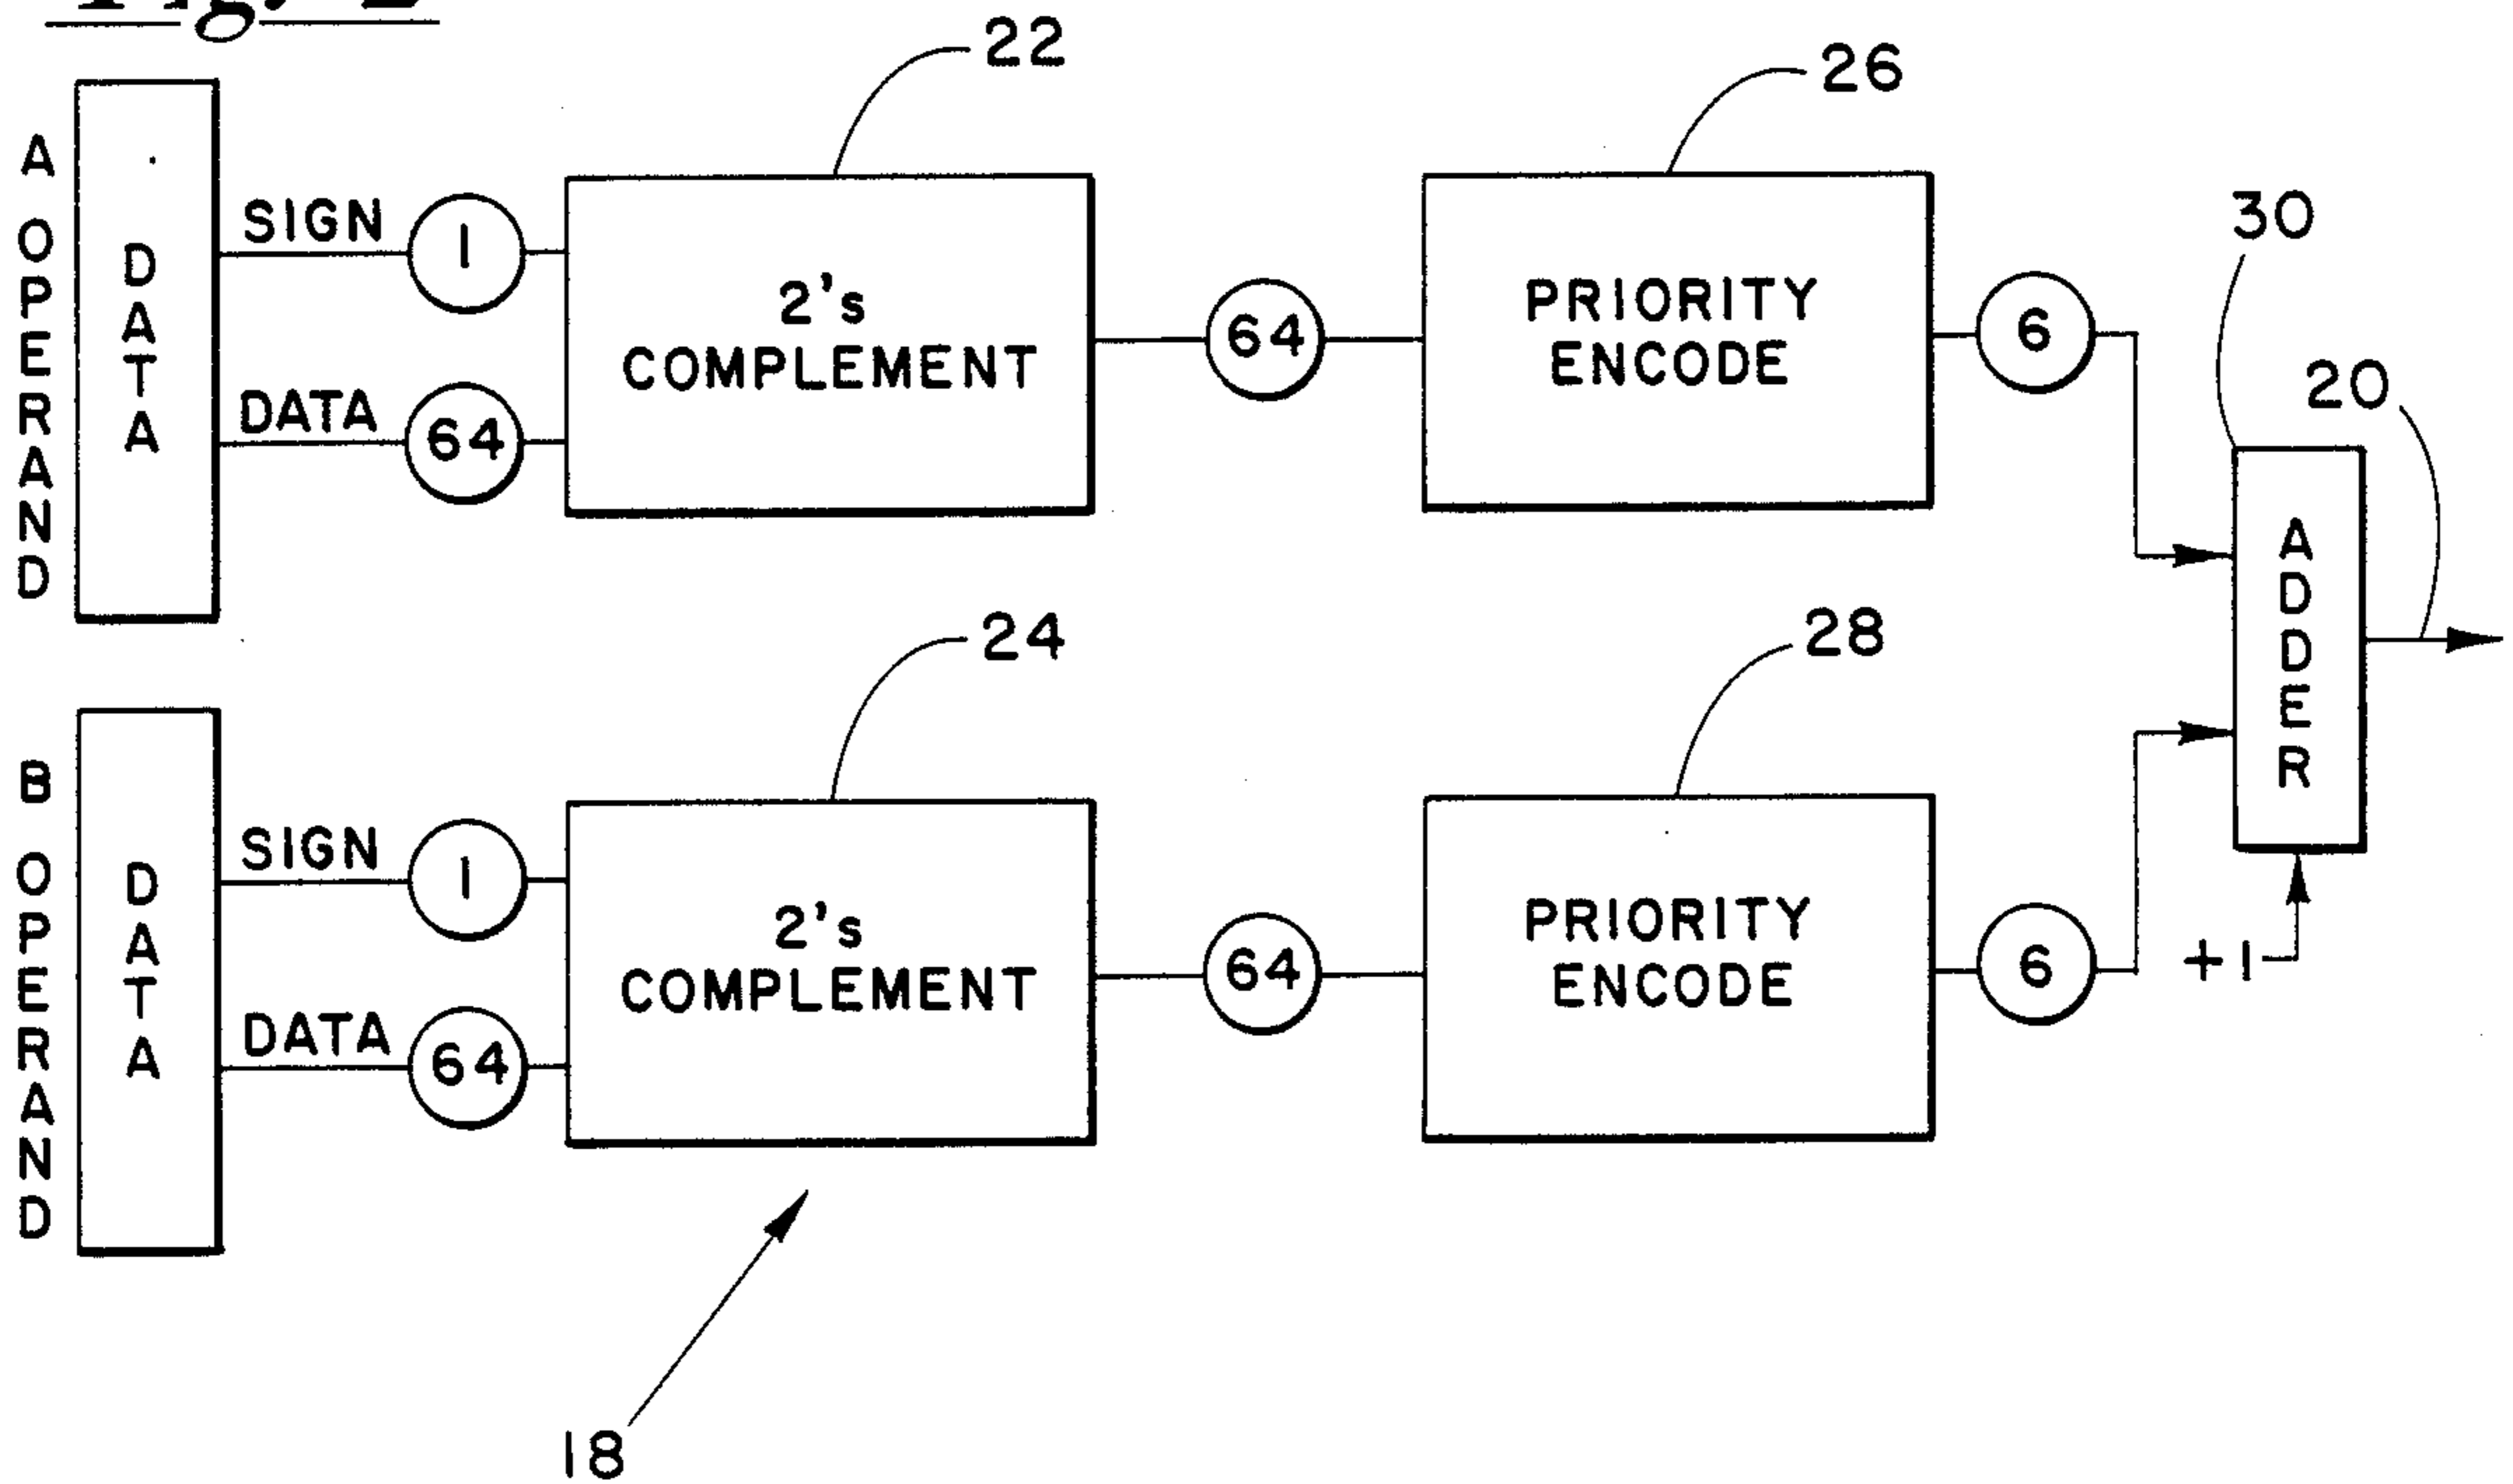 22
26
A OPERAND
DATA
SIGN
1
DATA
64
2's
COMPLEMENT
64
PRIORITY
ENCODE
6
30
20
ADDER
+1
24
28
B OPERAND
DATA
SIGN
1
DATA
64
2's
COMPLEMENT
64
PRIORITY
ENCODE
6
18